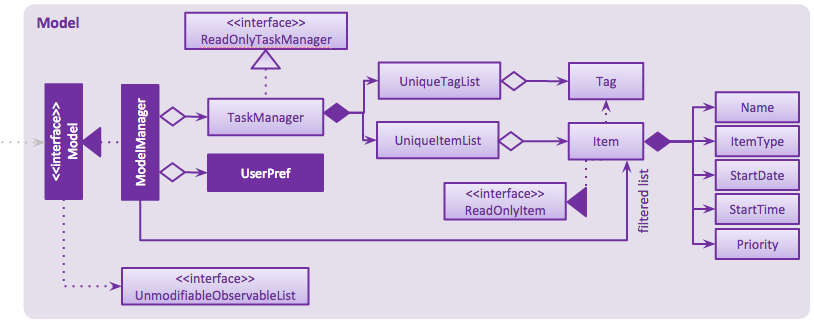 Model
<<interface>>
ReadOnlyTaskManager
<<interface>>
Model
ModelManager
TaskManager
UserPref
UniqueTagList
UniqueItemList
Tag
Item
<<interface>>
ReadOnlyItem
filtered list
Name
ItemType
StartDate
StartTime
Priority
<<interface>>
UnmodifiableObservableList